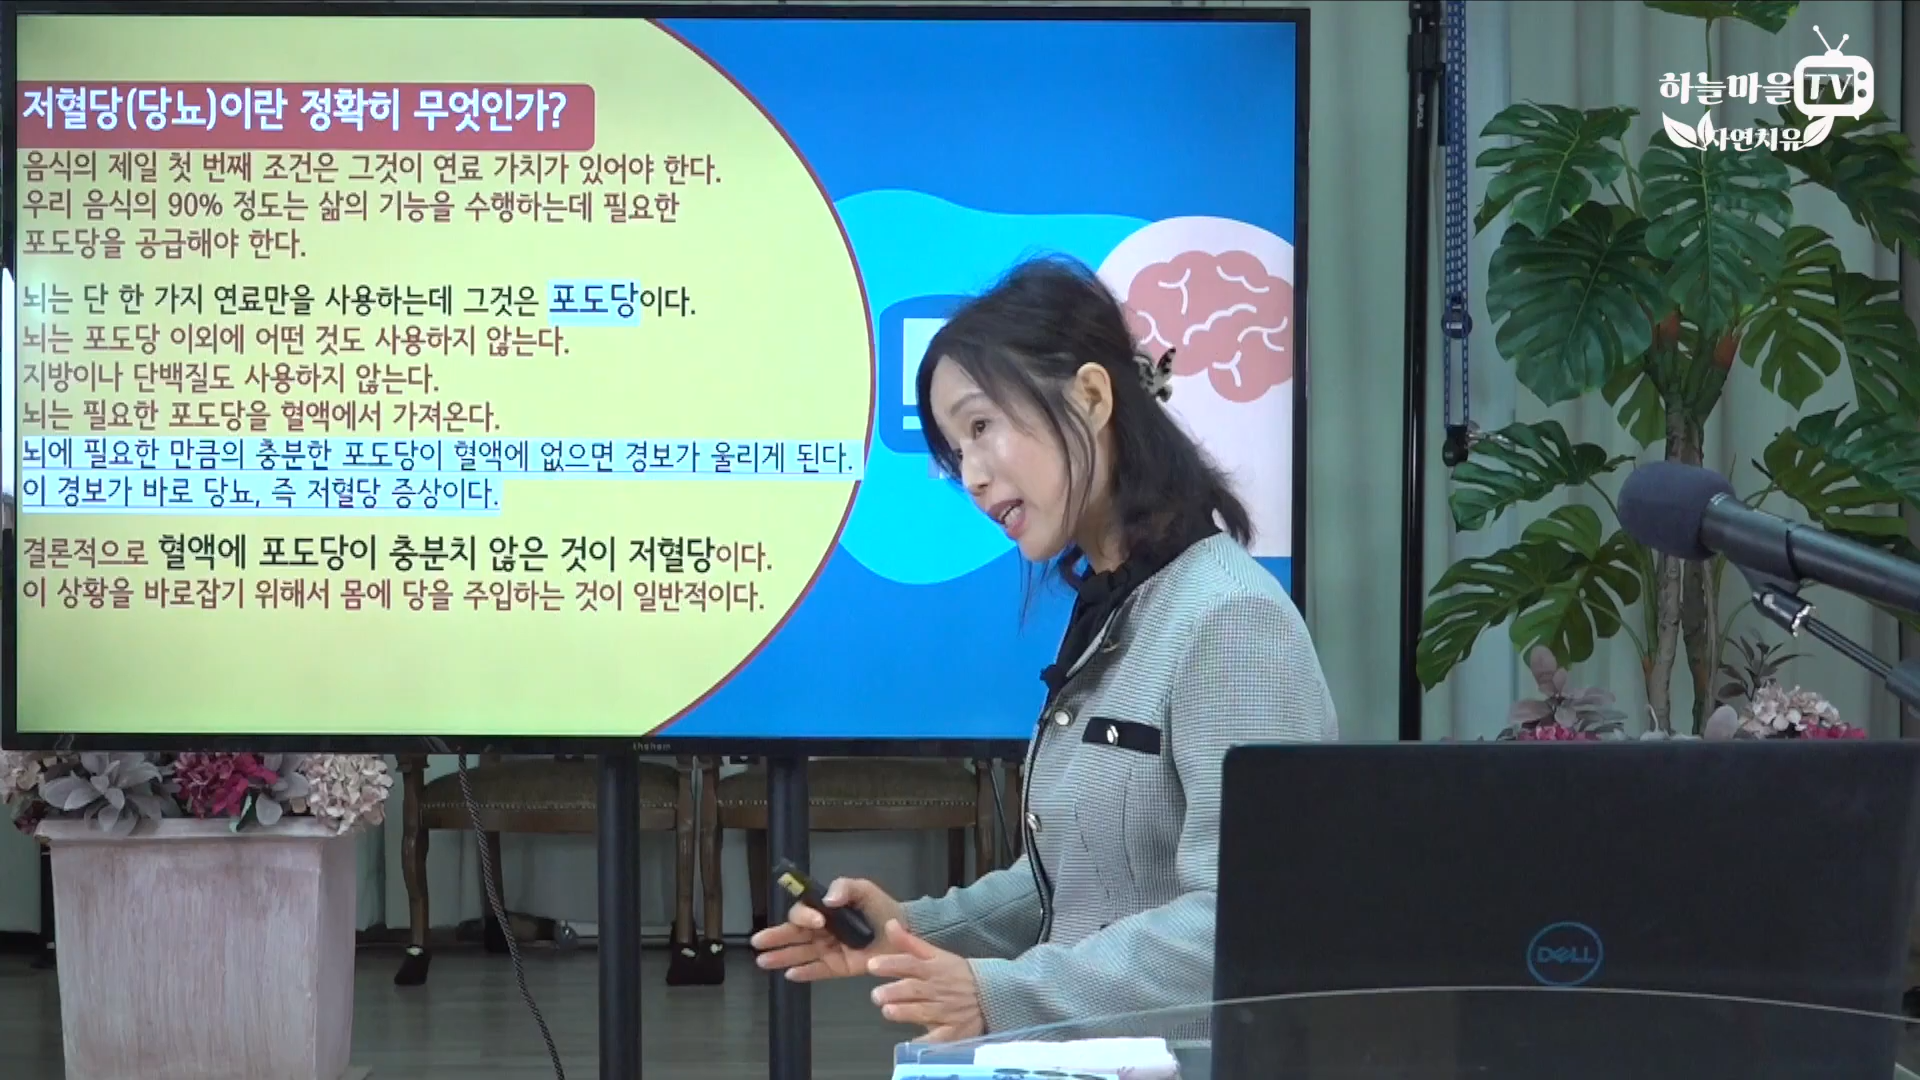 저혈당(당뇨)이란 정확히 무엇인가?
음식의 제일 첫 번째 조건은 그것이 연료 가치가 있어야 한다.
우리 음식의 90% 정도는 삶의 기능을 수행하는데 필요한
포도당을 공급해야 한다.
뇌는 단 한 가지 연료만을 사용하는데 그것은 포도당이다.
뇌는 포도당 이외에 어떤 것도 사용하지 않는다.
지방이나 단백질도 사용하지 않는다.
뇌는 필요한 포도당을 혈액에서 가져온다.
뇌에 필요한 만큼의 충분한 포도당이 혈액에 없으면 경보가 울리게 된다.
이 경보가 바로 당뇨, 즉 저혈당 증상이다.
결론적으로 혈액에 포도당이 충분치 않은 것이 저혈당이다.
이 상황을 바로잡기 위해서 몸에 당을 주입하는 것이 일반적이다.
하늘마을TV
자연치유
theham
DELL